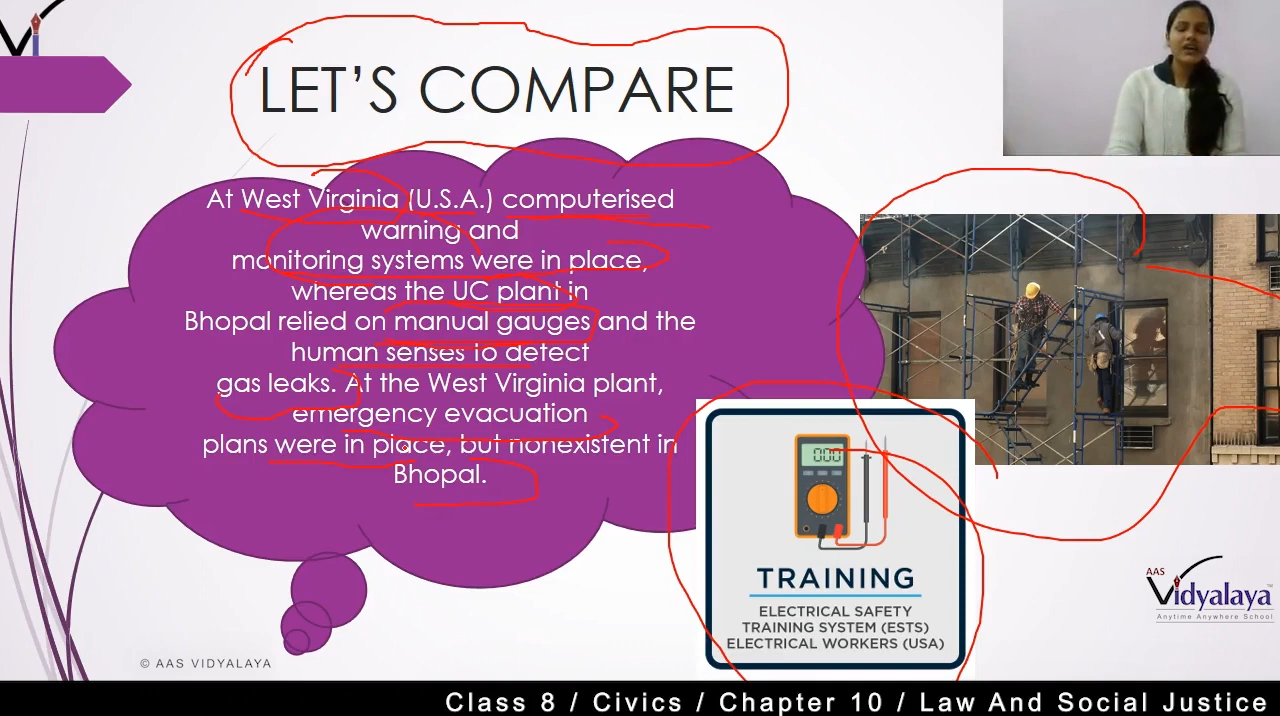 LET'S COMPARE
At West Virginia (U.S.A.) computerised
warning and
monitoring systems were in place,
whereas the UC plant in
Bhopal relied on manual gauges and the
human senses to detect
gas leaks. At the West Virginia plant,
emergency evacuation
plans were in place, but nonexistent in
Bhopal.
000
TRAINING
ELECTRICAL SAFETY
TRAINING SYSTEM (ESTS)
ELECTRICAL WORKERS (USA)
AAS
Vidyalaya
TM
Anytime Anywhere School
© AAS VIDYALAYA
Class 8 / Civics / Chapter 10 / Law And Social Justice